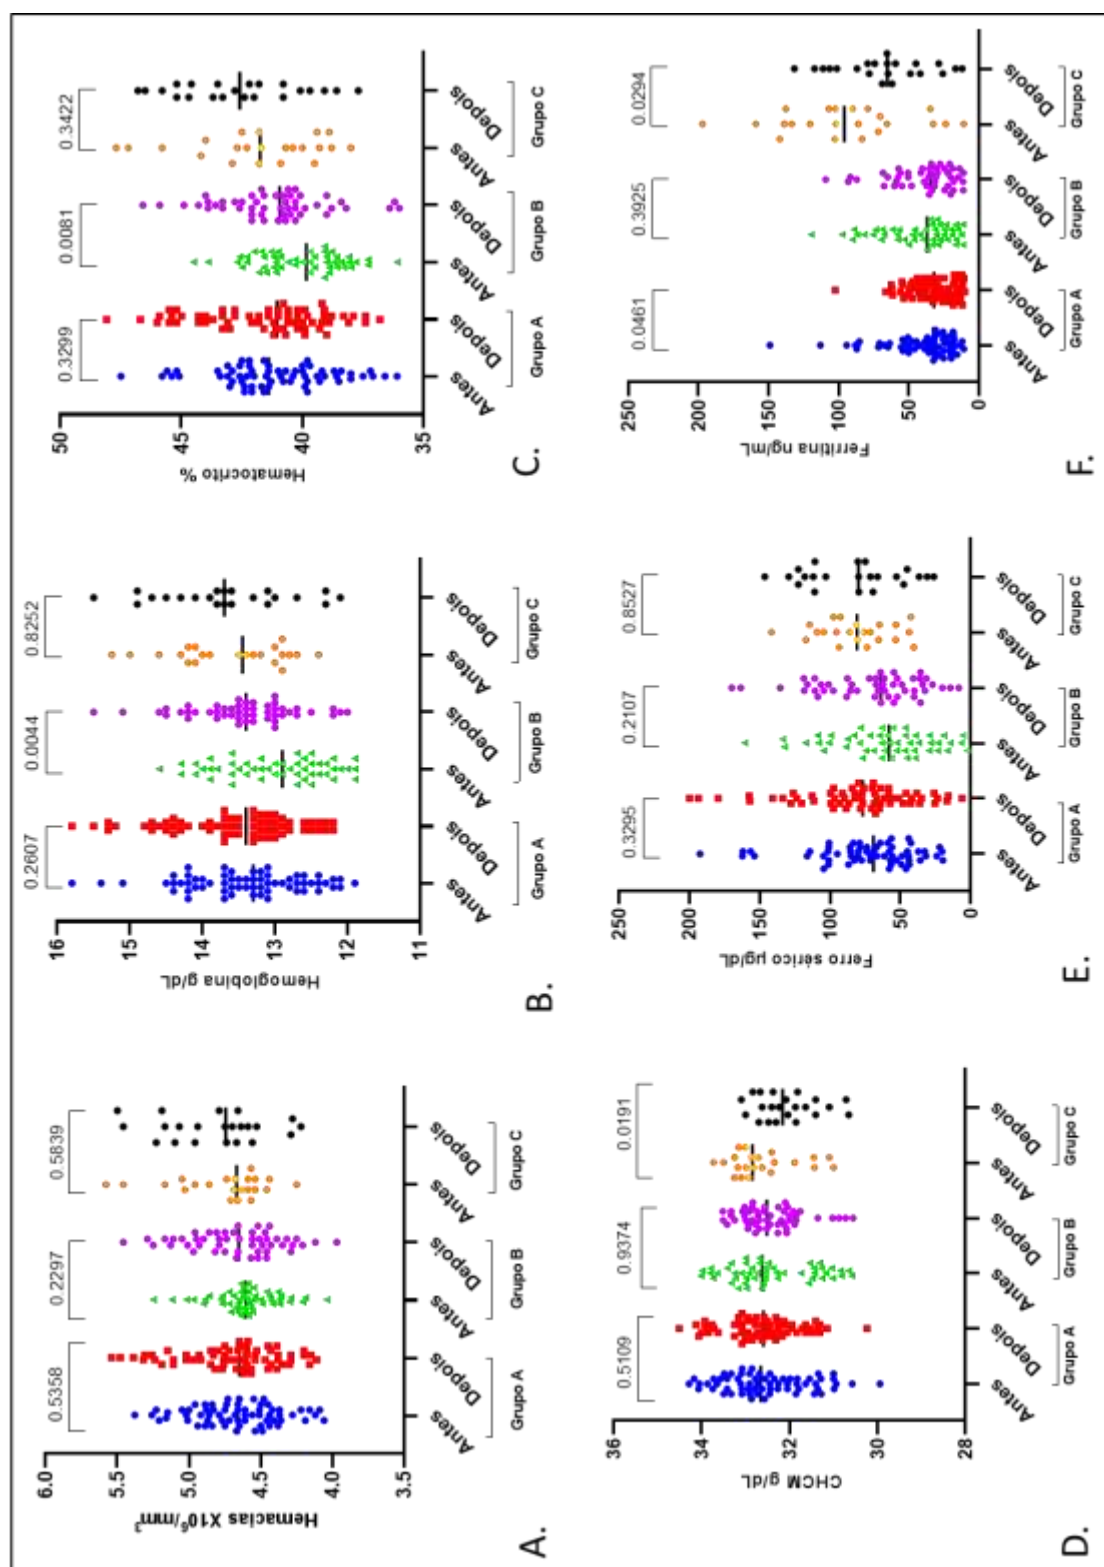 Hemacias X10⁶/mm³
6.0
5.5
5.0
4.5
4.0
3.5
0.5358
0.2297
0.5839
Antes
Depois
Antes
Depois
Antes
Depois
Grupo A
Grupo B
Grupo C
A.
Hemoglobina g/dL
16
15
14
13
12
11
0.2607
0.0044
0.8252
Antes
Depois
Antes
Depois
Antes
Depois
Grupo A
Grupo B
Grupo C
B.
Hematocrito %
50
45
40
35
0.3299
0.0081
0.3422
Antes
Depois
Antes
Depois
Antes
Depois
Grupo A
Grupo B
Grupo C
C.
CHCM g/dL
36
34
32
30
28
0.5109
0.9374
0.0191
Antes
Depois
Antes
Depois
Antes
Depois
Grupo A
Grupo B
Grupo C
D.
Ferro sérico µg/dL
250
200
150
100
50
0
0.3295
0.2107
0.8527
Antes
Depois
Antes
Depois
Antes
Depois
Grupo A
Grupo B
Grupo C
E.
Ferritina ng/mL
250
200
150
100
50
0
0.0461
0.3925
0.0294
Antes
Depois
Antes
Depois
Antes
Depois
Grupo A
Grupo B
Grupo C
F.